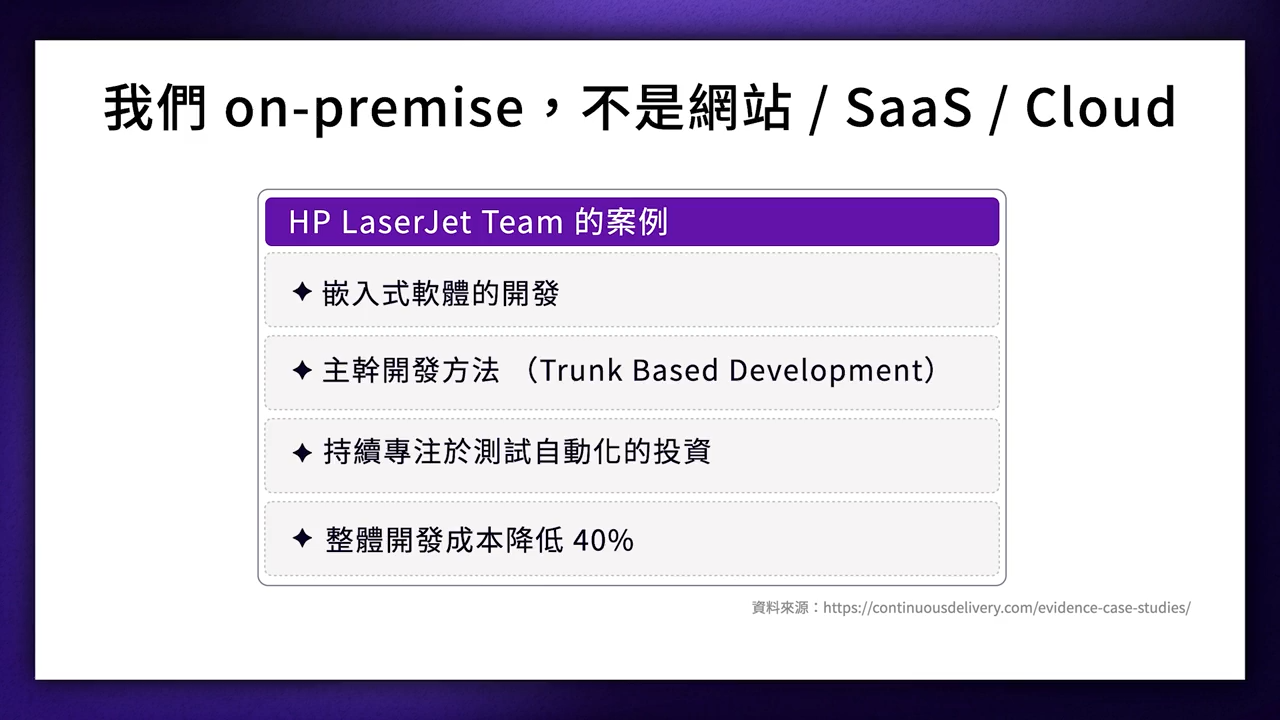 我們 on-premise，不是網站 / SaaS / Cloud
HP LaserJet Team 的案例
✦ 嵌入式軟體的開發
✦ 主幹開發方法 （Trunk Based Development）
✦ 持續專注於測試自動化的投資
✦ 整體開發成本降低 40%
資料來源：https://continuousdelivery.com/evidence-case-studies/